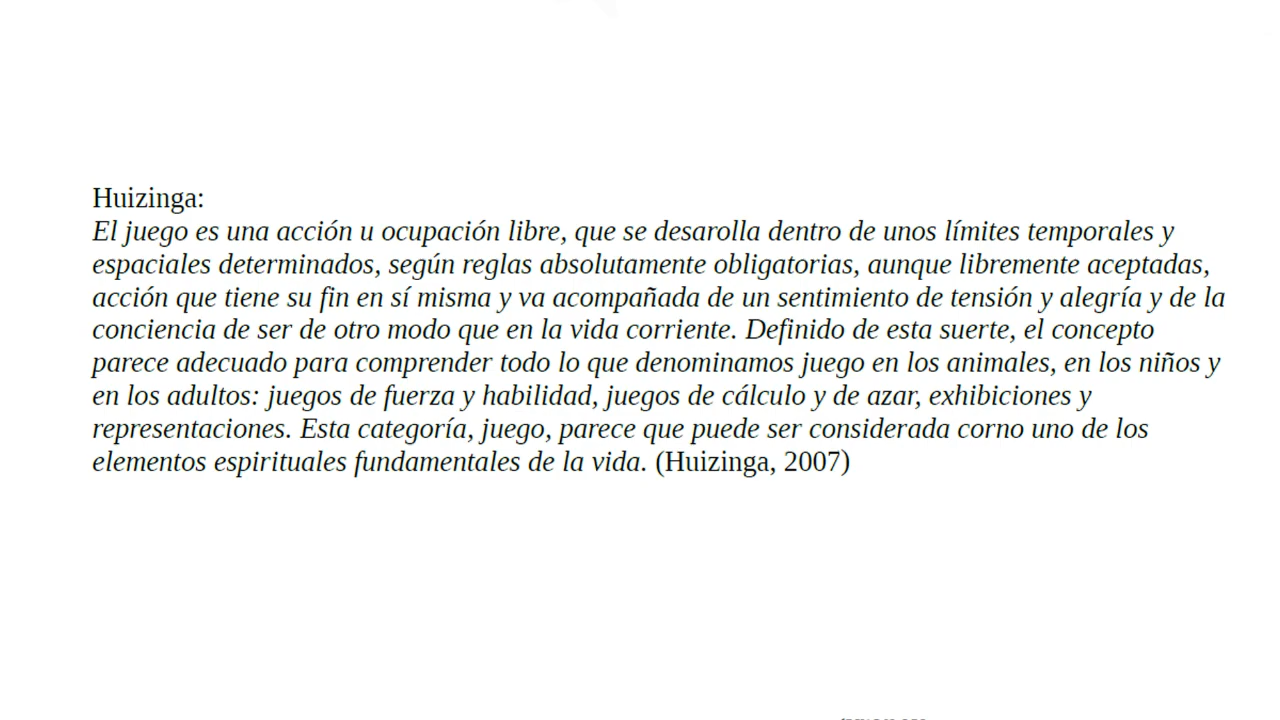 Huizinga:
El juego es una acción u ocupación libre, que se desarolla dentro de unos límites temporales y
espaciales determinados, según reglas absolutamente obligatorias, aunque libremente aceptadas,
acción que tiene su fin en sí misma y va acompañada de un sentimiento de tensión y alegría y de la
conciencia de ser de otro modo que en la vida corriente. Definido de esta suerte, el concepto
parece adecuado para comprender todo lo que denominamos juego en los animales, en los niños y
en los adultos: juegos de fuerza y habilidad, juegos de cálculo y de azar, exhibiciones y
representaciones. Esta categoría, juego, parece que puede ser considerada corno uno de los
elementos espirituales fundamentales de la vida. (Huizinga, 2007)